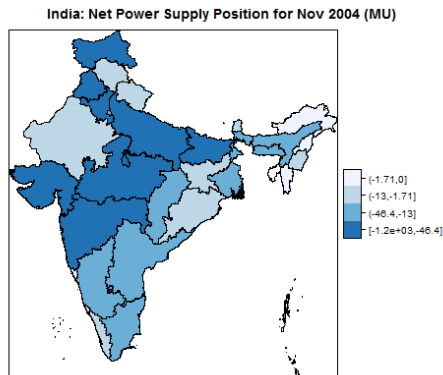 India: Net Power Supply Position for Nov 2004 (MU)
(-1.71,0]
(-13,-1.71]
(-46.4,-13]
[-1.2e+03,-46.4]